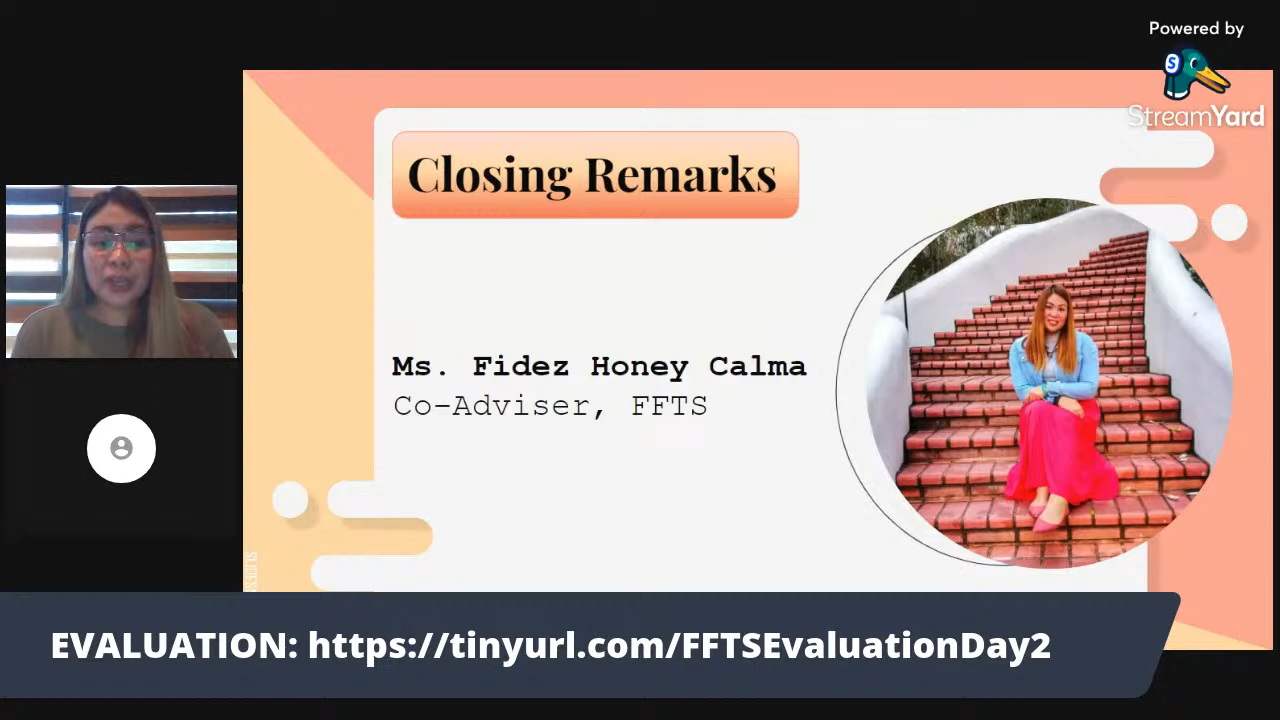 Powered by
StreamYard
Closing Remarks
Ms. Fidez Honey Calma
Co-Adviser, FFTS
EVALUATION: https://tinyurl.com/FFTSEvaluationDay2